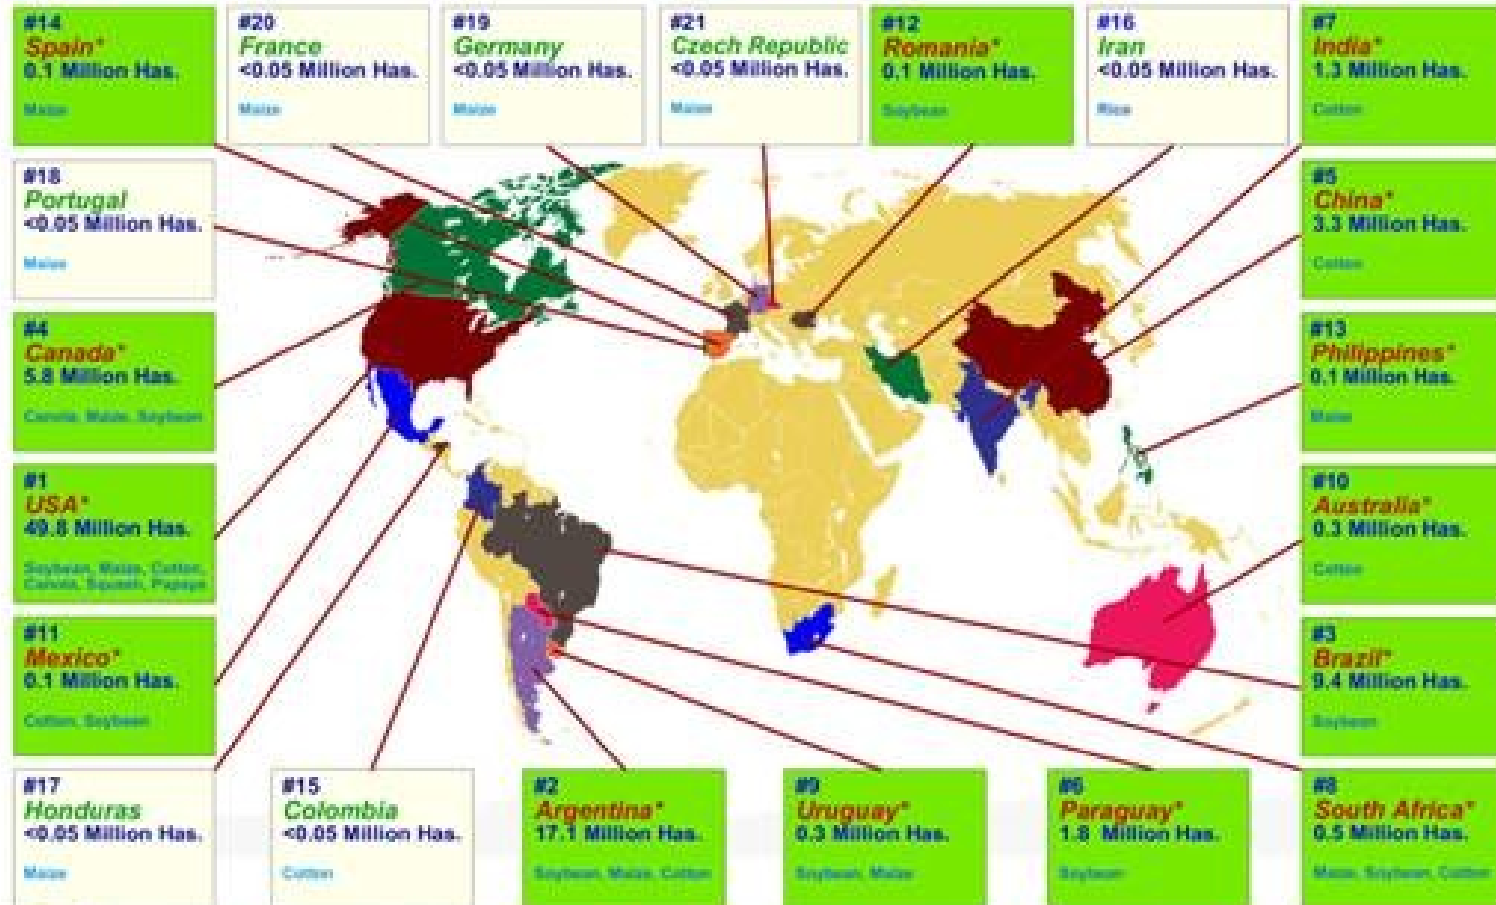 #14
Spain*
0.1 Million Has.
Maize
#20
France
<0.05 Million Has.
Maize
#19
Germany
<0.05 Million Has.
Maize
#21
Czech Republic
<0.05 Million Has.
Maize
#12
Romania*
0.1 Million Has.
Soybean
#16
Iran
<0.05 Million Has.
Rice
#7
India*
1.3 Million Has.
Cotton
#18
Portugal
<0.05 Million Has.
Maize
#5
China*
3.3 Million Has.
Cotton
#4
Canada*
5.8 Million Has.
Canola, Maize, Soybean
#13
Philippines*
0.1 Million Has.
Maize
#1
USA*
49.8 Million Has.
Soybean, Maize, Cotton,
Canola, Squash, Papaya
#10
Australia*
0.3 Million Has.
Cotton
#11
Mexico*
0.1 Million Has.
Cotton, Soybean
#3
Brazil*
9.4 Million Has.
Soybean
#17
Honduras
<0.05 Million Has.
Maize
#15
Colombia
<0.05 Million Has.
Cotton
#2
Argentina*
17.1 Million Has.
Soybean, Maize, Cotton
#9
Uruguay*
0.3 Million Has.
Soybean, Maize
#6
Paraguay*
1.8 Million Has.
Soybean
#8
South Africa*
0.5 Million Has.
Maize, Soybean, Cotton